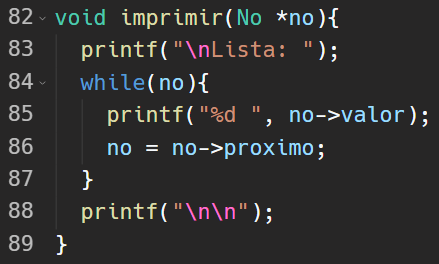 82 void imprimir(No *no){
83 printf("\nLista: ");
84 while(no){
85 printf("%d ", no->valor);
86 no = no->proximo;
87 }
88 printf("\n\n");
89 }